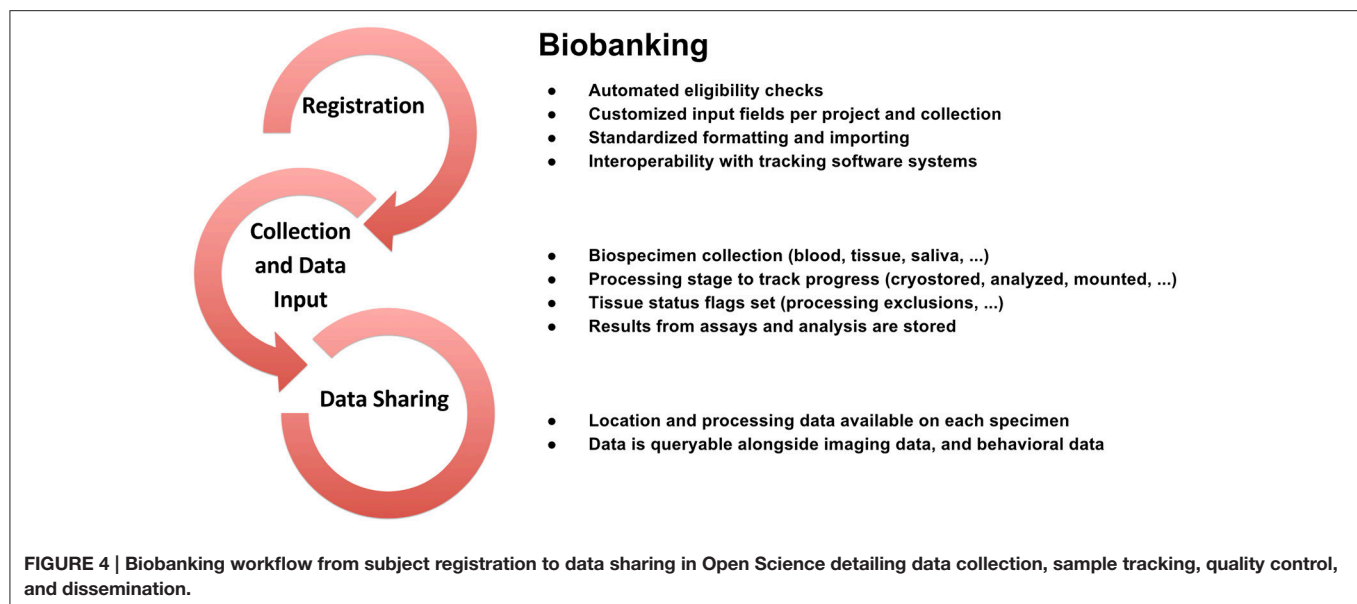 Biobanking
Registration
● Automated eligibility checks
● Customized input fields per project and collection
● Standardized formatting and importing
● Interoperability with tracking software systems
Collection
and Data
Input
● Biospecimen collection (blood, tissue, saliva, ...)
● Processing stage to track progress (cryostored, analyzed, mounted, ...)
● Tissue status flags set (processing exclusions, ...)
● Results from assays and analysis are stored
Data Sharing
● Location and processing data available on each specimen
● Data is queryable alongside imaging data, and behavioral data
FIGURE 4 | Biobanking workflow from subject registration to data sharing in Open Science detailing data collection, sample tracking, quality control,
and dissemination.